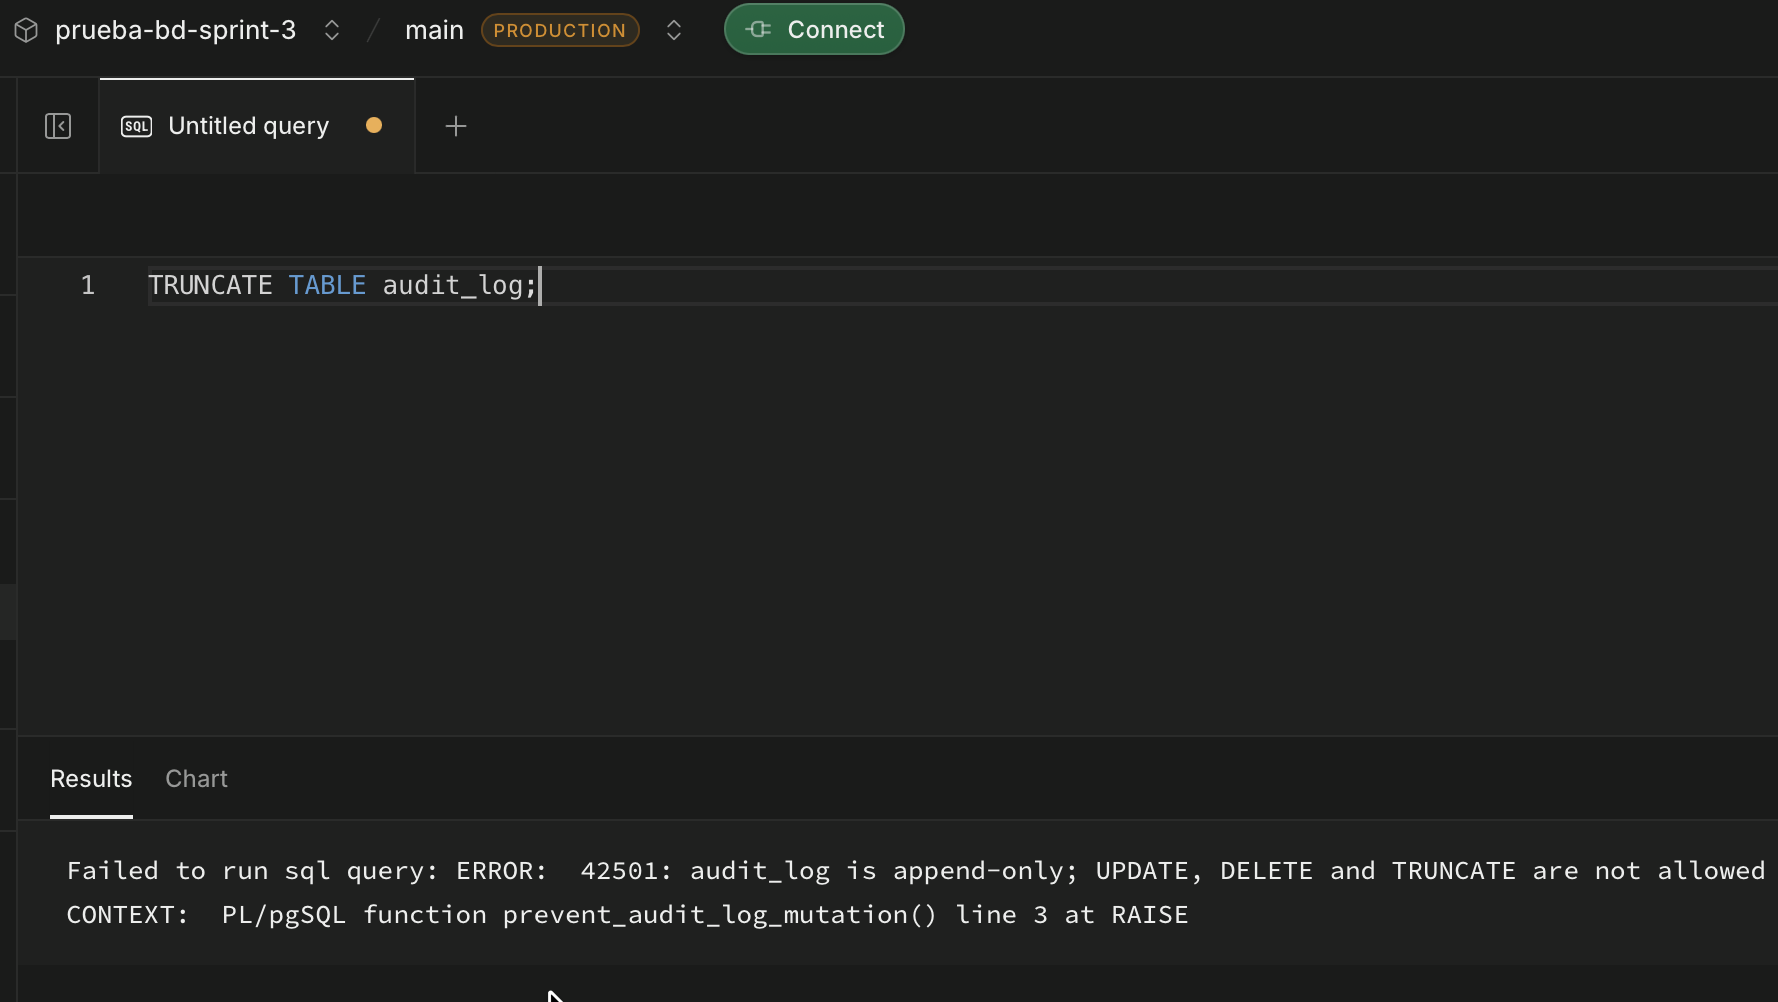 prueba-bd-sprint-3 / main PRODUCTION Connect
SQL Untitled query
1 TRUNCATE TABLE audit_log;
Results Chart
Failed to run sql query: ERROR:  42501: audit_log is append-only; UPDATE, DELETE and TRUNCATE are not allowed
CONTEXT:  PL/pgSQL function prevent_audit_log_mutation() line 3 at RAISE